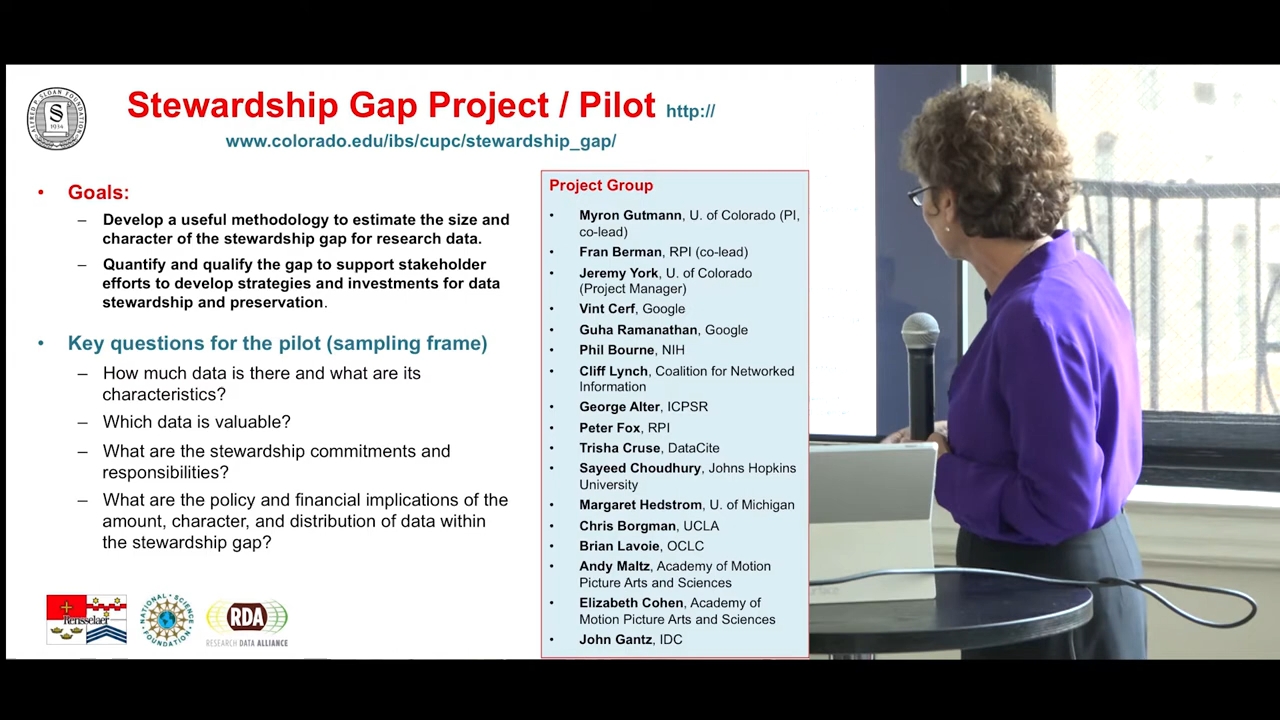 ALFRED P. SLOAN FOUNDATION
S
1934
Stewardship Gap Project / Pilot http://
www.colorado.edu/ibs/cupc/stewardship_gap/
• Goals:
– Develop a useful methodology to estimate the size and
character of the stewardship gap for research data.
– Quantify and qualify the gap to support stakeholder
efforts to develop strategies and investments for data
stewardship and preservation.
• Key questions for the pilot (sampling frame)
– How much data is there and what are its
characteristics?
– Which data is valuable?
– What are the stewardship commitments and
responsibilities?
– What are the policy and financial implications of the
amount, character, and distribution of data within
the stewardship gap?
Rensselaer
NATIONAL SCIENCE FOUNDATION
RDA
RESEARCH DATA ALLIANCE
Project Group
• Myron Gutmann, U. of Colorado (PI,
co-lead)
• Fran Berman, RPI (co-lead)
• Jeremy York, U. of Colorado
(Project Manager)
• Vint Cerf, Google
• Guha Ramanathan, Google
• Phil Bourne, NIH
• Cliff Lynch, Coalition for Networked
Information
• George Alter, ICPSR
• Peter Fox, RPI
• Trisha Cruse, DataCite
• Sayeed Choudhury, Johns Hopkins
University
• Margaret Hedstrom, U. of Michigan
• Chris Borgman, UCLA
• Brian Lavoie, OCLC
• Andy Maltz, Academy of Motion
Picture Arts and Sciences
• Elizabeth Cohen, Academy of
Motion Picture Arts and Sciences
• John Gantz, IDC